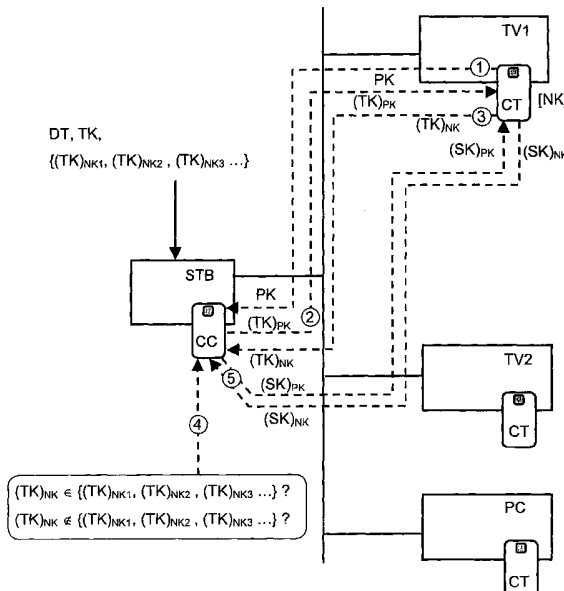 TV1
①
PK
CT
[NK]
(TK)PK
③
(TK)NK
DT, TK,
{(TK)NK1, (TK)NK2 , (TK)NK3 ...}
(SK)PK
(SK)NK
STB
PK
②
(TK)PK
CC
(TK)NK
⑤
(SK)PK
(SK)NK
④
TV2
CT
(TK)NK ∈ {(TK)NK1, (TK)NK2 , (TK)NK3 ...} ?
(TK)NK ∉ {(TK)NK1, (TK)NK2 , (TK)NK3 ...} ?
PC
CT